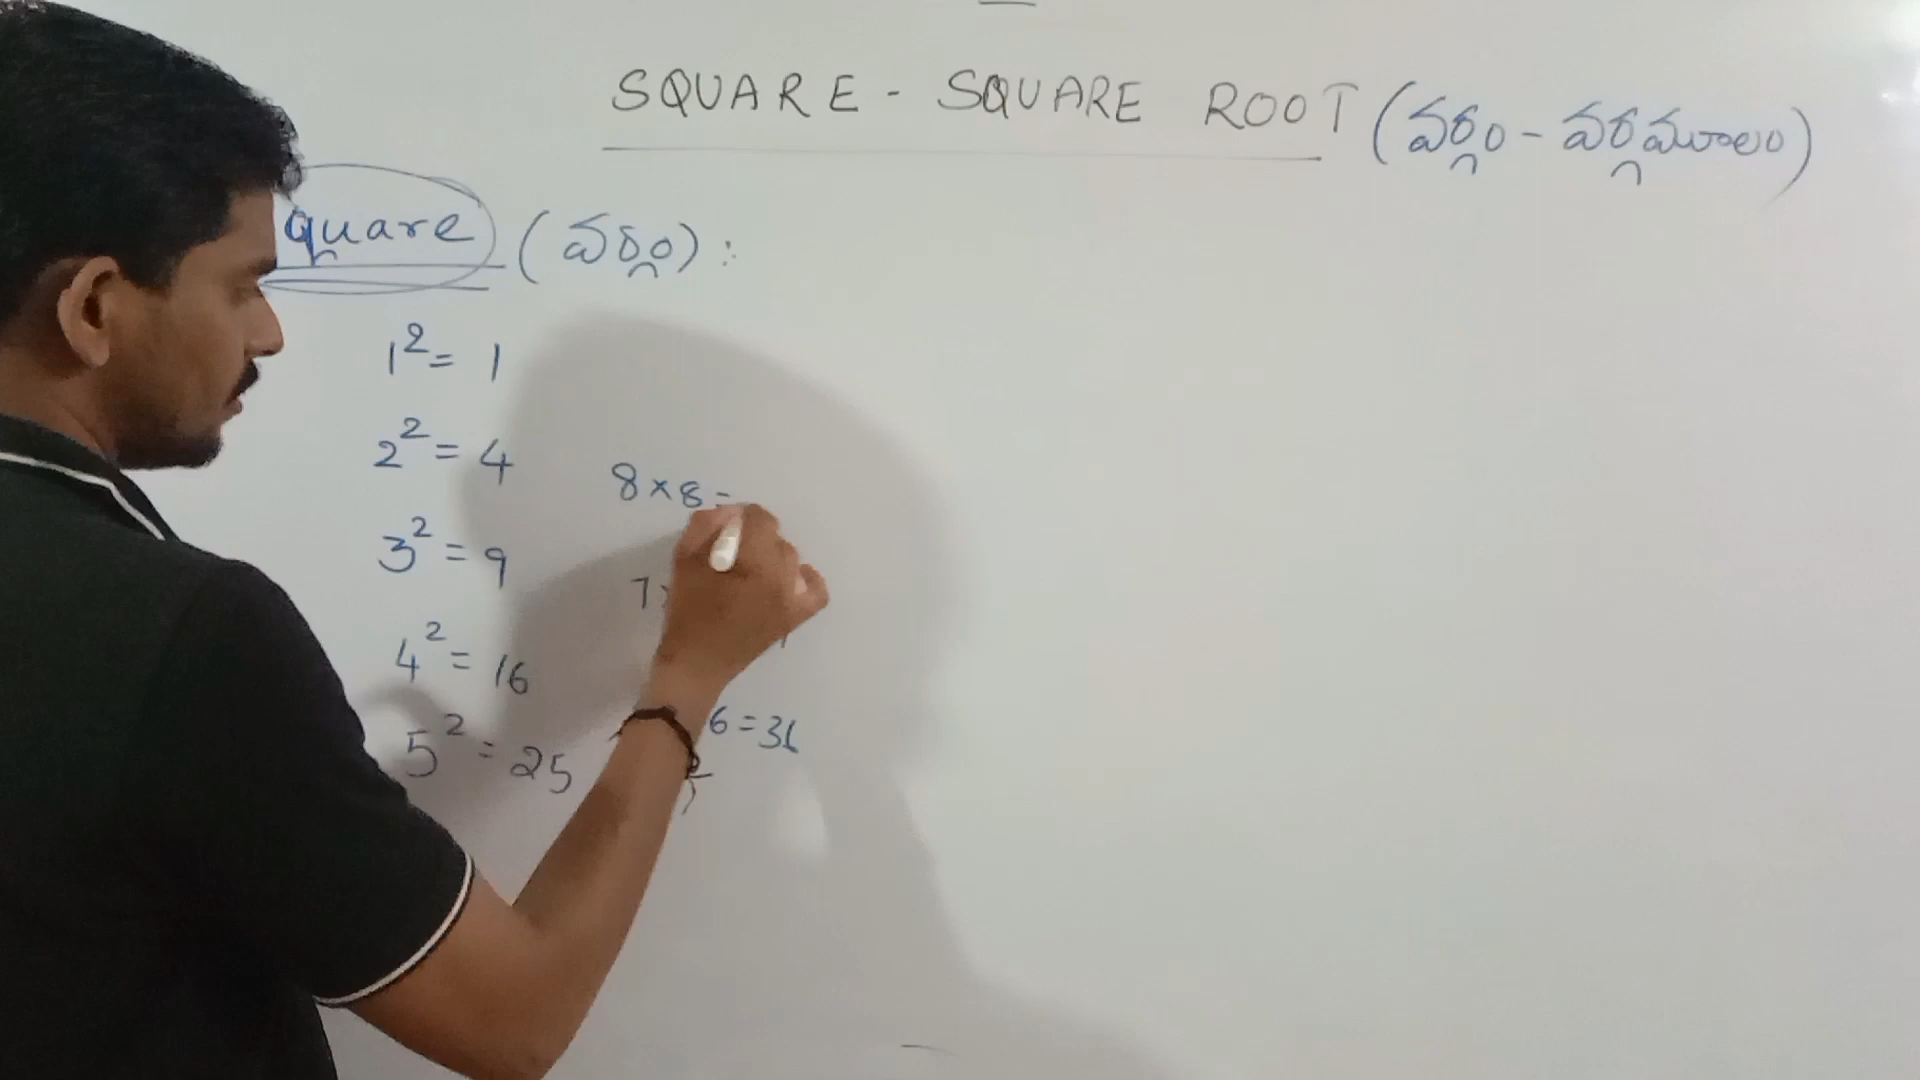 SQUARE - SQUARE ROOT (వర్గం - వర్గమూలం)
quare (వర్గం) :
1² = 1
2² = 4
3² = 9
4² = 16
5² = 25
8 × 8 =
7
6 = 36